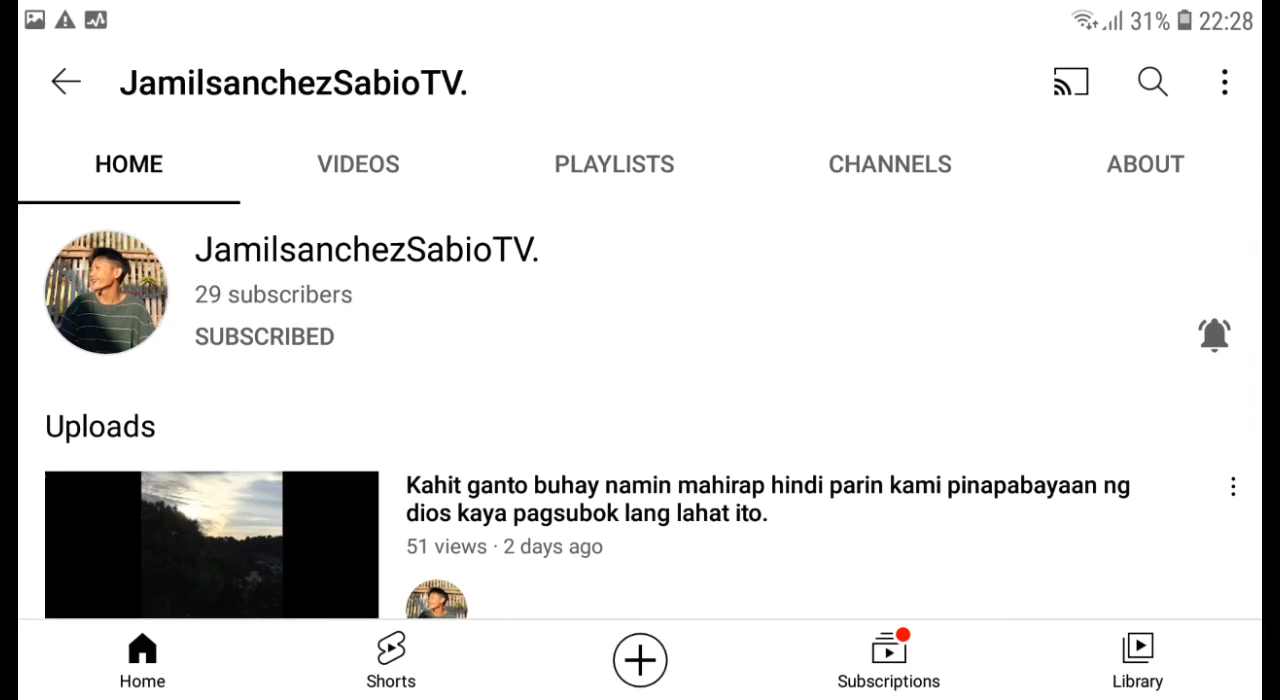 31% 22:28
JamilsanchezSabioTV.
HOME VIDEOS PLAYLISTS CHANNELS ABOUT
JamilsanchezSabioTV.
29 subscribers
SUBSCRIBED
Uploads
Kahit ganto buhay namin mahirap hindi parin kami pinapabayaan ng
dios kaya pagsubok lang lahat ito.
51 views · 2 days ago
Home Shorts Subscriptions Library